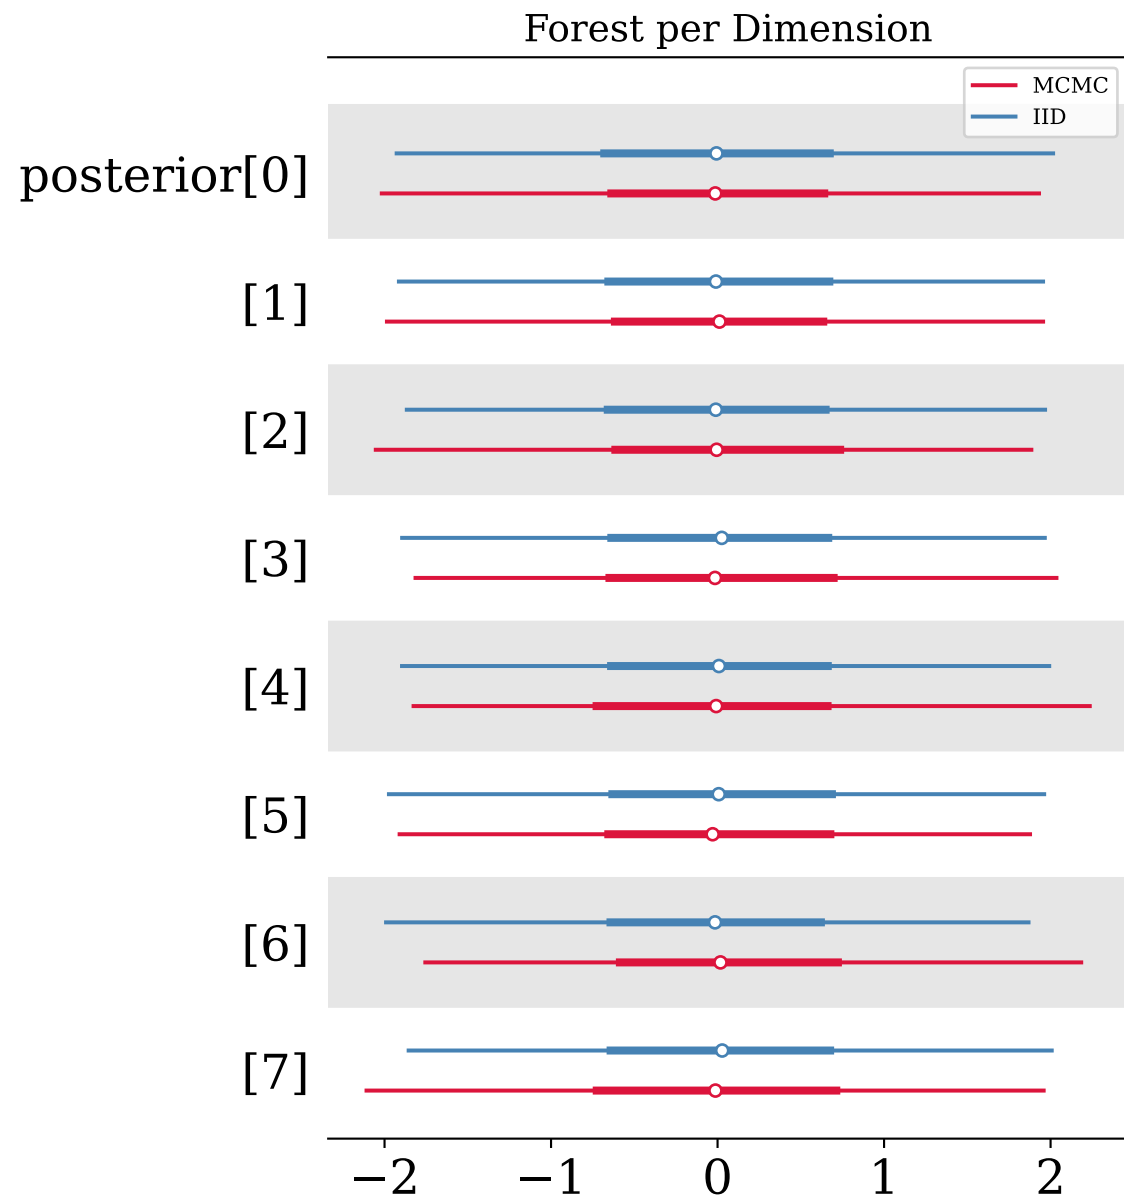 Forest per Dimension
MCMC
IID
posterior[0]
[1]
[2]
[3]
[4]
[5]
[6]
[7]
−2 −1 0 1 2